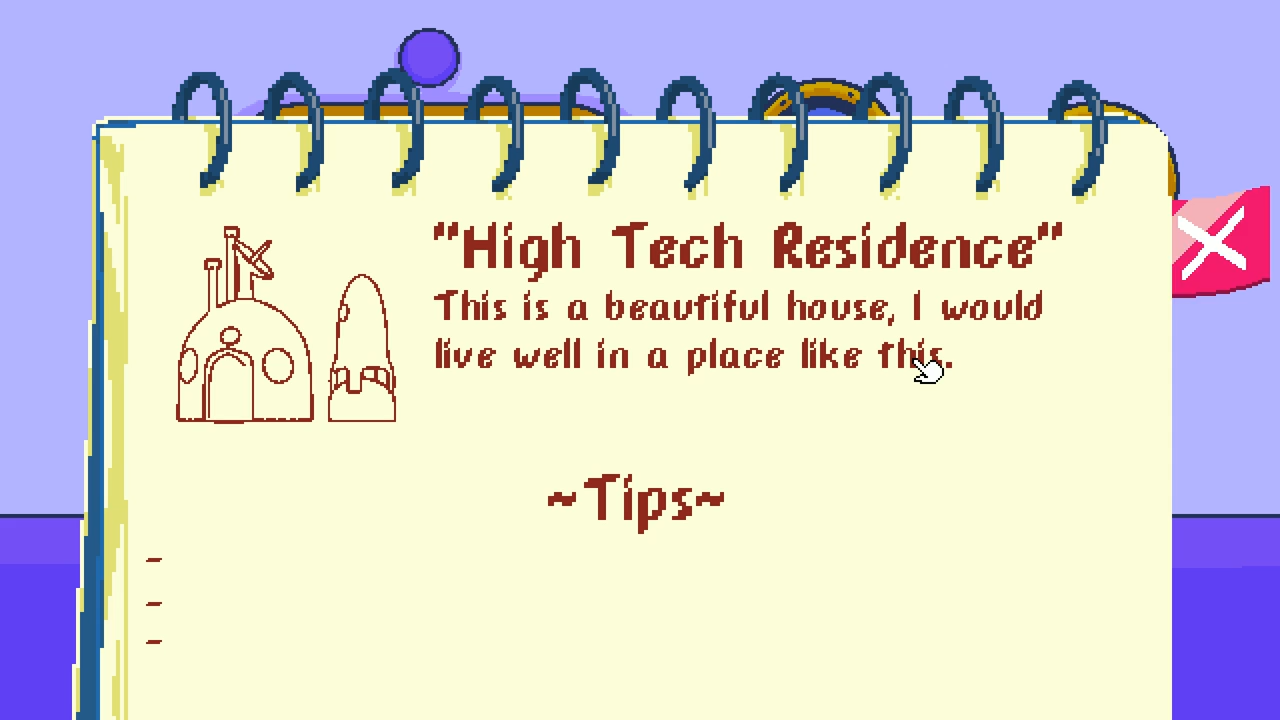 "High Tech Residence"
This is a beautiful house, I would
live well in a place like this.
~Tips~
-
-
-